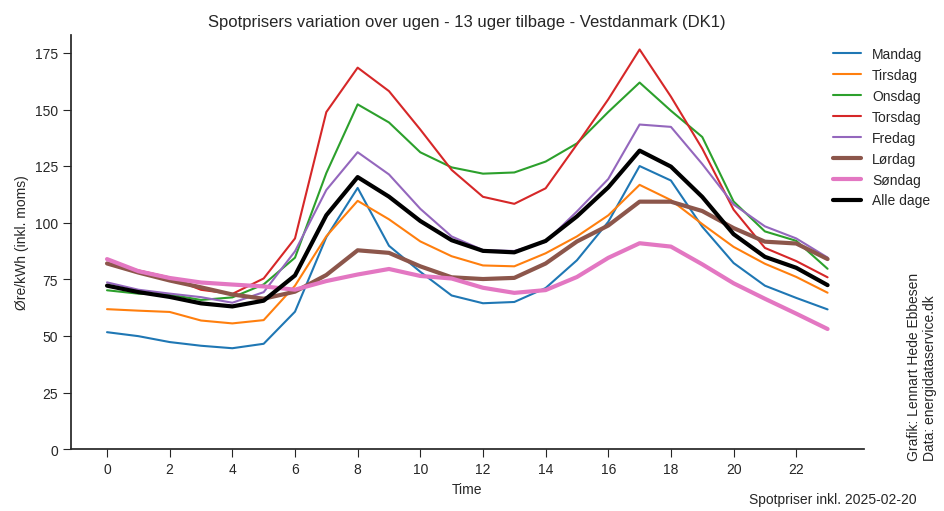 Spotprisers variation over ugen - 13 uger tilbage - Vestdanmark (DK1)
Øre/kWh (inkl. moms)
175
150
125
100
75
50
25
0
0 2 4 6 8 10 12 14 16 18 20 22
Time
Mandag
Tirsdag
Onsdag
Torsdag
Fredag
Lørdag
Søndag
Alle dage
Grafik: Lennart Hede Ebbesen
Data: energidataservice.dk
Spotpriser inkl. 2025-02-20